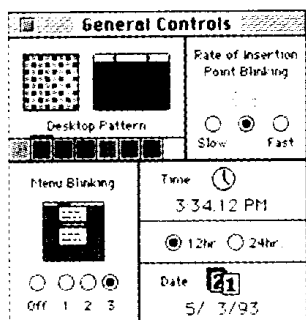 General Controls
Rate of Insertion
Point Blinking
Desktop Pattern
Slow Fast
Menu Blinking
Off 1 2 3
Time
3:34:12 PM
12hr. 24hr.
Date
21
5/ 3/93